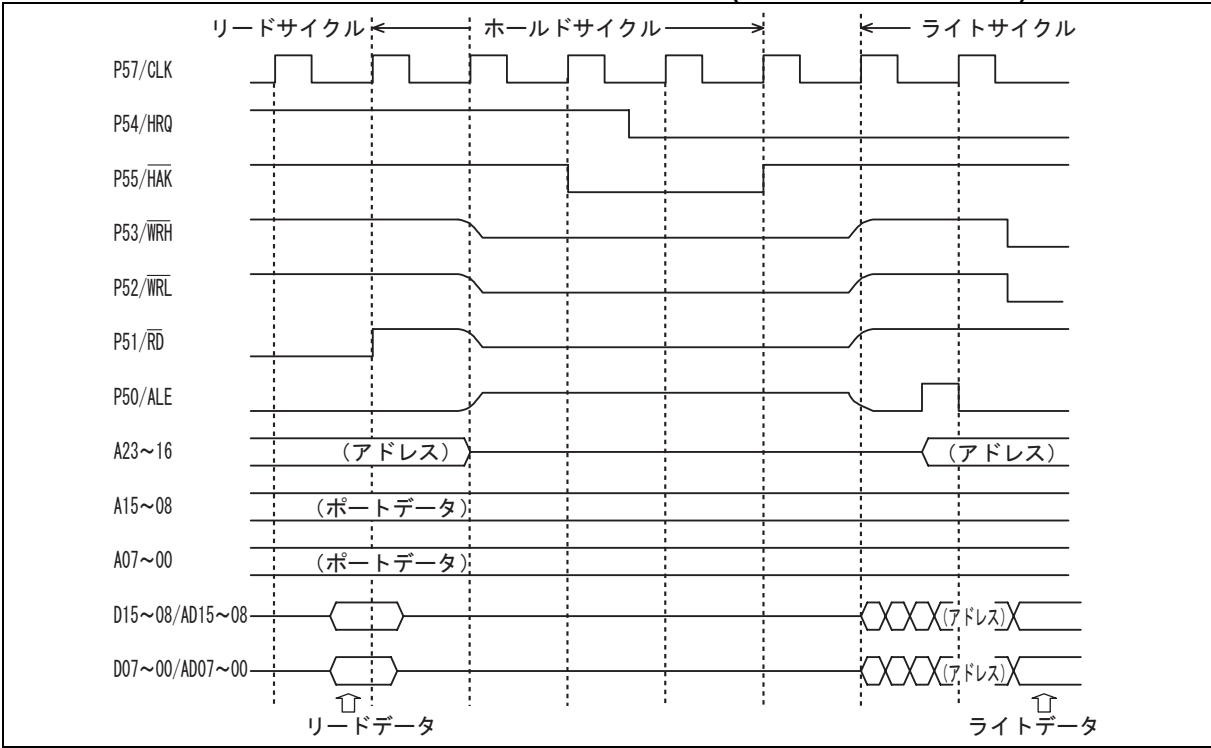 リードサイクル ホールドサイクル ライトサイクル
P57/CLK
P54/HRQ
P55/HAK
P53/WRH
P52/WRL
P51/RD
P50/ALE
A23～16 (アドレス) (アドレス)
A15～08 (ポートデータ)
A07～00 (ポートデータ)
D15～08/AD15～08 (アドレス)
D07～00/AD07～00 (アドレス)
リードデータ ライトデータ